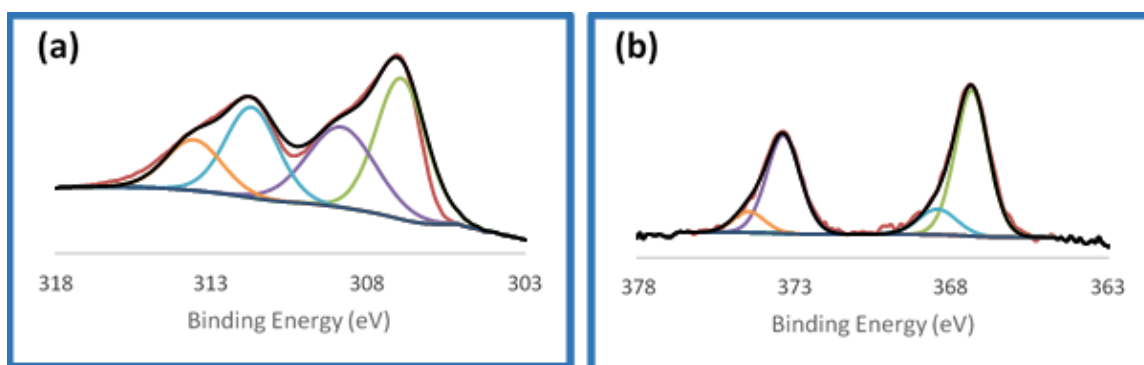 (a)
318 313 308 303
Binding Energy (eV)
(b)
378 373 368 363
Binding Energy (eV)